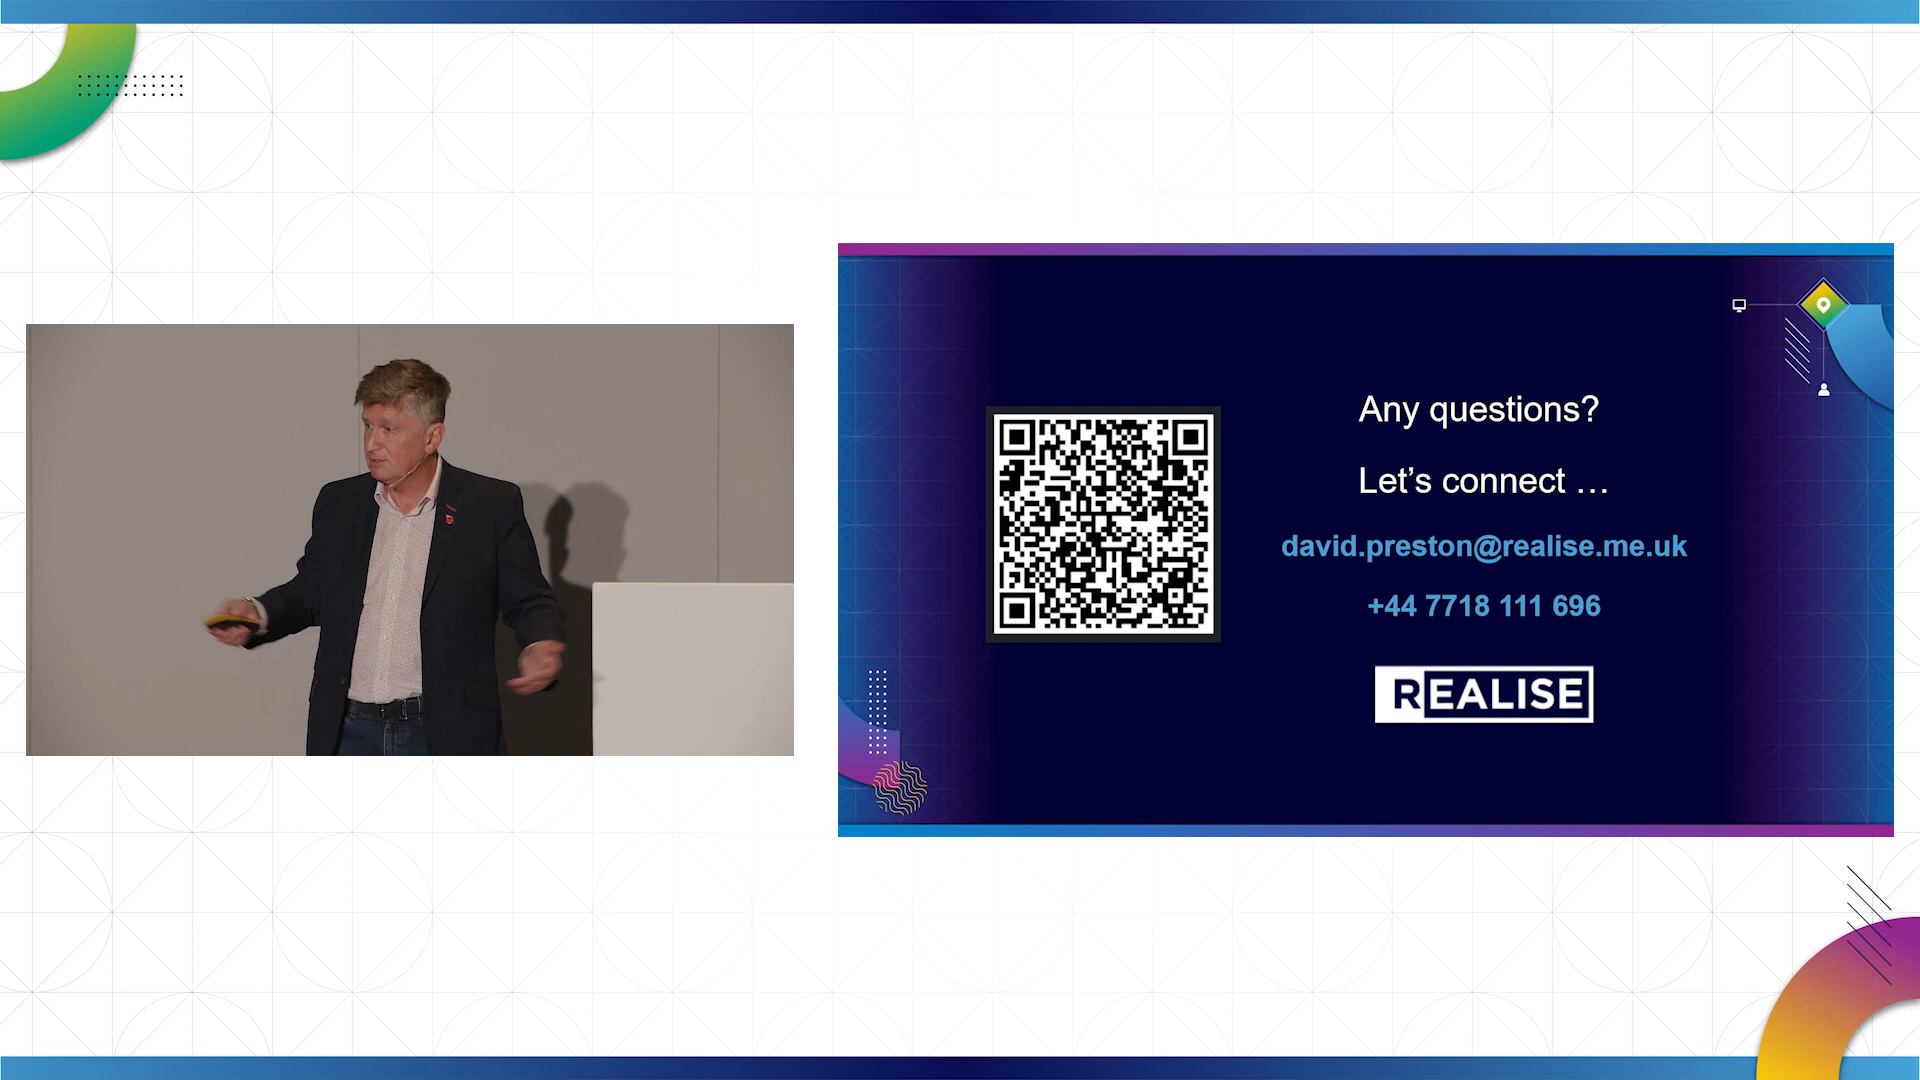 Any questions?
Let’s connect …
david.preston@realise.me.uk
+44 7718 111 696
REALISE